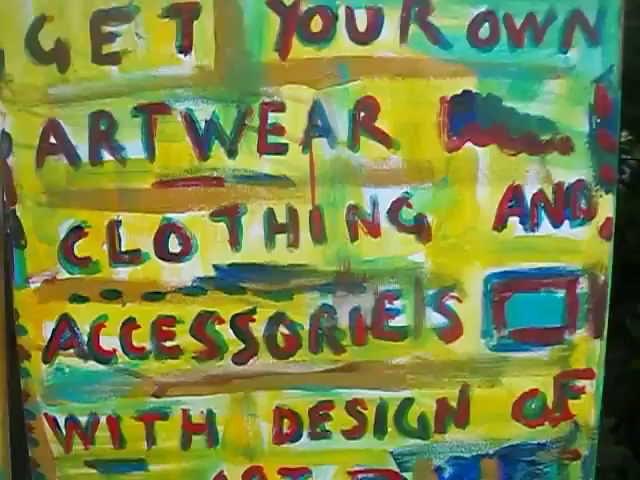 GET YOUR OWN
ARTWEAR
CLOTHING AND
ACCESSORIES
WITH DESIGN OF